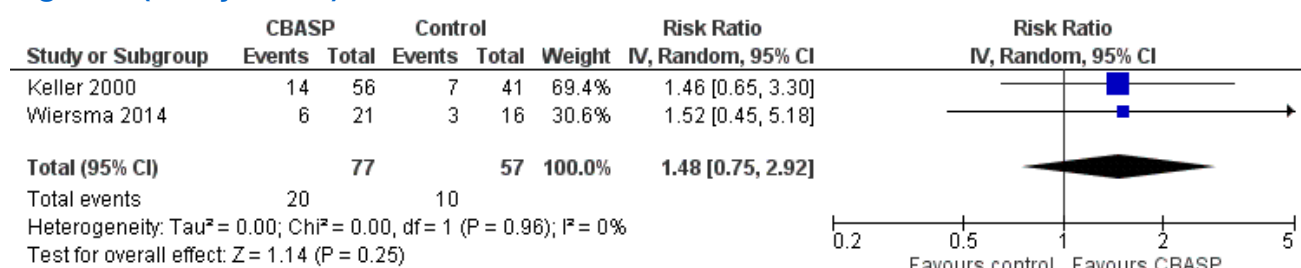 CBASP Control Risk Ratio Risk Ratio
Study or Subgroup Events Total Events Total Weight IV, Random, 95% CI IV, Random, 95% CI
Keller 2000 14 56 7 41 69.4% 1.46 [0.65, 3.30]
Wiersma 2014 6 21 3 16 30.6% 1.52 [0.45, 5.18]
Total (95% CI) 77 57 100.0% 1.48 [0.75, 2.92]
Total events 20 10
Heterogeneity: Tau² = 0.00; Chi² = 0.00, df = 1 (P = 0.96); I² = 0%
Test for overall effect: Z = 1.14 (P = 0.25)
0.2 0.5 1 2 5
Favours control Favours CBASP